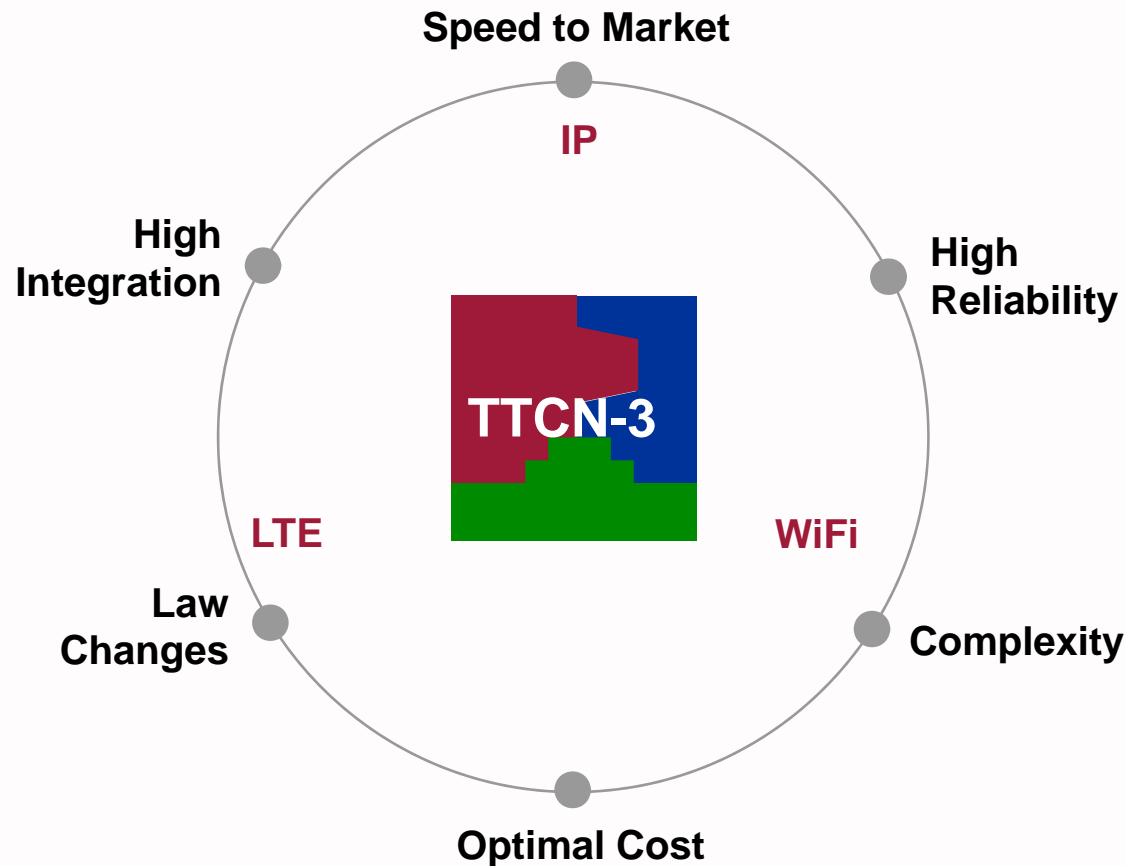 Speed to Market
IP
High
Integration
High
Reliability
TTCN-3
LTE
WiFi
Law
Changes
Complexity
Optimal Cost